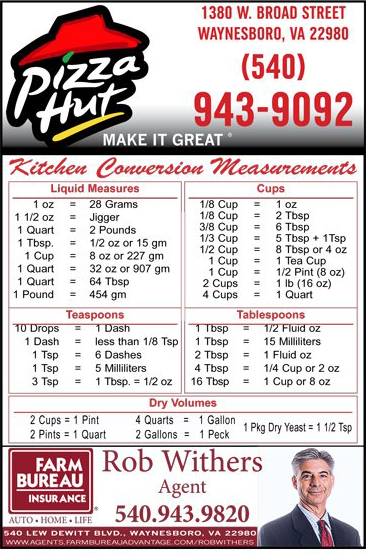 1380 W. BROAD STREET
WAYNESBORO, VA 22980
(540)
943-9092
Pizza
Hut
MAKE IT GREAT ®
Kitchen Conversion Measurements
Liquid Measures
1 oz = 28 Grams
1 1/2 oz = Jigger
1 Quart = 2 Pounds
1 Tbsp. = 1/2 oz or 15 gm
1 Cup = 8 oz or 227 gm
1 Quart = 32 oz or 907 gm
1 Quart = 64 Tbsp
1 Pound = 454 gm
Cups
1/8 Cup = 1 oz
1/8 Cup = 2 Tbsp
3/8 Cup = 6 Tbsp
1/3 Cup = 5 Tbsp + 1Tsp
1/2 Cup = 8 Tbsp or 4 oz
1 Cup = 1 Tea Cup
1 Cup = 1/2 Pint (8 oz)
2 Cups = 1 lb (16 oz)
4 Cups = 1 Quart
Teaspoons
10 Drops = 1 Dash
1 Dash = less than 1/8 Tsp
1 Tsp = 6 Dashes
1 Tsp = 5 Milliliters
3 Tsp = 1 Tbsp. = 1/2 oz
Tablespoons
1 Tbsp = 1/2 Fluid oz
1 Tbsp = 15 Milliliters
2 Tbsp = 1 Fluid oz
4 Tbsp = 1/4 Cup or 2 oz
16 Tbsp = 1 Cup or 8 oz
Dry Volumes
2 Cups = 1 Pint 4 Quarts = 1 Gallon
2 Pints = 1 Quart 2 Gallons = 1 Peck
1 Pkg Dry Yeast = 1 1/2 Tsp
FARM
BUREAU
INSURANCE
AUTO • HOME • LIFE
Rob Withers
Agent
540.943.9820
540 LEW DEWITT BLVD., WAYNESBORO, VA 22980
WWW.AGENTS.FARMBUREAUADVANTAGE.COM/ROBWITHERS